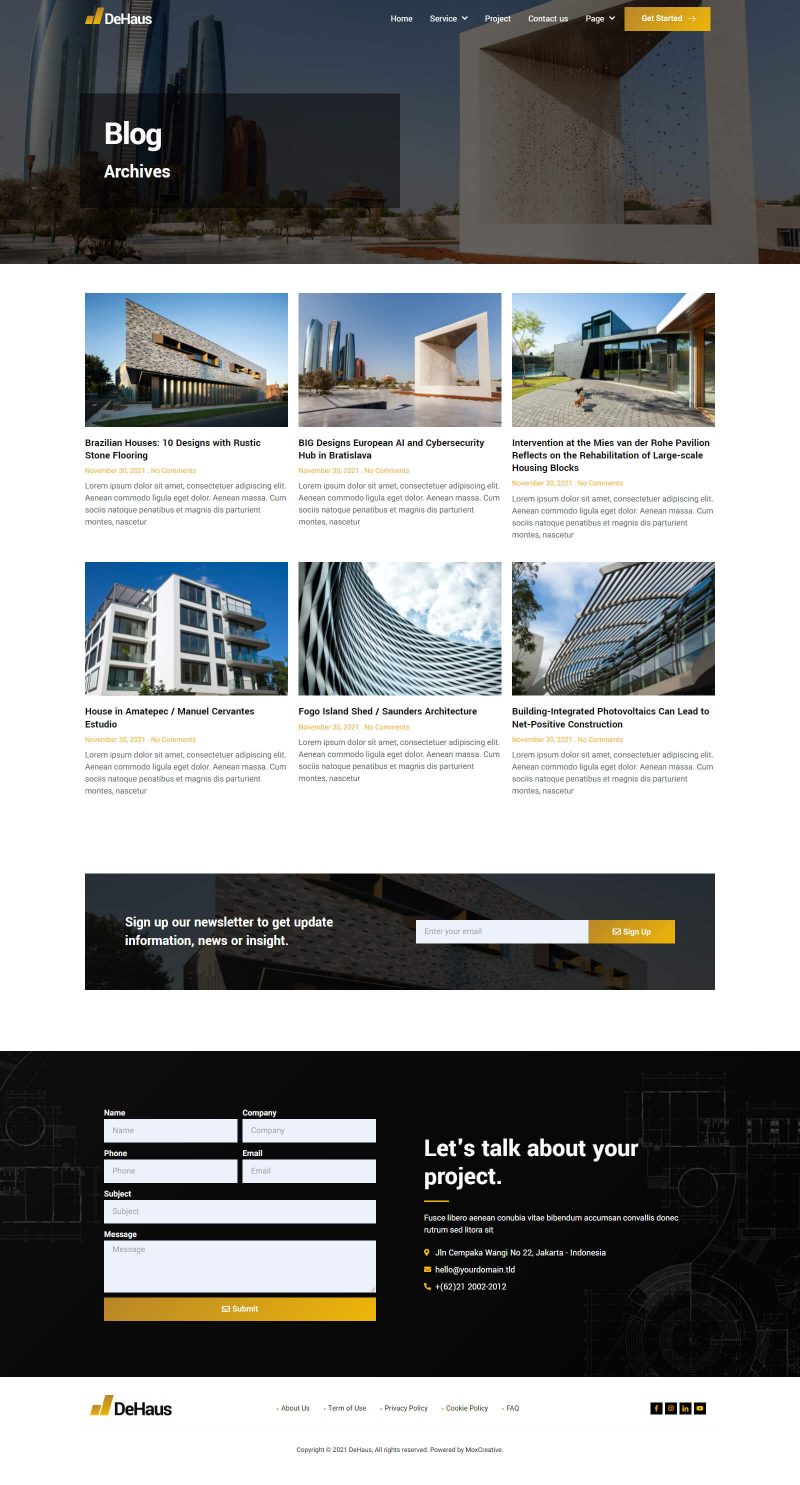 DeHaus
Home Service Project Contact us Page Get Started
Blog
Archives
Brazilian Houses: 10 Designs with Rustic
Stone Flooring
November 30, 2021 . No Comments
Lorem ipsum dolor sit amet, consectetuer adipiscing elit.
Aenean commodo ligula eget dolor. Aenean massa. Cum
sociis natoque penatibus et magnis dis parturient
montes, nascetur
BIG Designs European AI and Cybersecurity
Hub in Bratislava
November 30, 2021 . No Comments
Lorem ipsum dolor sit amet, consectetuer adipiscing elit.
Aenean commodo ligula eget dolor. Aenean massa. Cum
sociis natoque penatibus et magnis dis parturient
montes, nascetur
Intervention at the Mies van der Rohe Pavilion
Reflects on the Rehabilitation of Large-scale
Housing Blocks
November 30, 2021 . No Comments
Lorem ipsum dolor sit amet, consectetuer adipiscing elit.
Aenean commodo ligula eget dolor. Aenean massa. Cum
sociis natoque penatibus et magnis dis parturient
montes, nascetur
House in Amatepec / Manuel Cervantes
Estudio
November 30, 2021 . No Comments
Lorem ipsum dolor sit amet, consectetuer adipiscing elit.
Aenean commodo ligula eget dolor. Aenean massa. Cum
sociis natoque penatibus et magnis dis parturient
montes, nascetur
Fogo Island Shed / Saunders Architecture
November 30, 2021 . No Comments
Lorem ipsum dolor sit amet, consectetuer adipiscing elit.
Aenean commodo ligula eget dolor. Aenean massa. Cum
sociis natoque penatibus et magnis dis parturient
montes, nascetur
Building-Integrated Photovoltaics Can Lead to
Net-Positive Construction
November 30, 2021 . No Comments
Lorem ipsum dolor sit amet, consectetuer adipiscing elit.
Aenean commodo ligula eget dolor. Aenean massa. Cum
sociis natoque penatibus et magnis dis parturient
montes, nascetur
Sign up our newsletter to get update
information, news or insight.
Enter your email
Sign Up
Name Company
Name Company
Phone Email
Phone Email
Subject
Subject
Message
Message
Submit
Let's talk about your
project.
Fusce libero aenean conubia vitae bibendum accumsan convallis donec
rutrum sed litora sit
Jln Cempaka Wangi No 22, Jakarta - Indonesia
hello@yourdomain.tld
+(62)21 2002-2012
DeHaus
About Us Term of Use Privacy Policy Cookie Policy FAQ
Copyright © 2021 DeHaus, All rights reserved. Powered by MoxCreative.